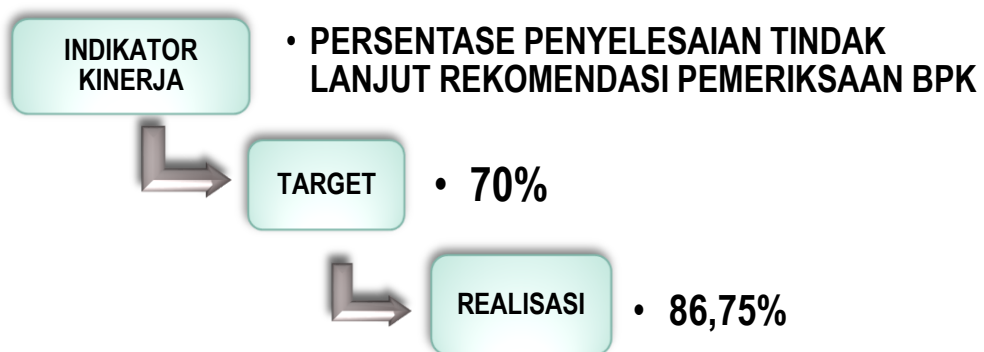 INDIKATOR
KINERJA
• PERSENTASE PENYELESAIAN TINDAK
LANJUT REKOMENDASI PEMERIKSAAN BPK
TARGET
• 70%
REALISASI
• 86,75%